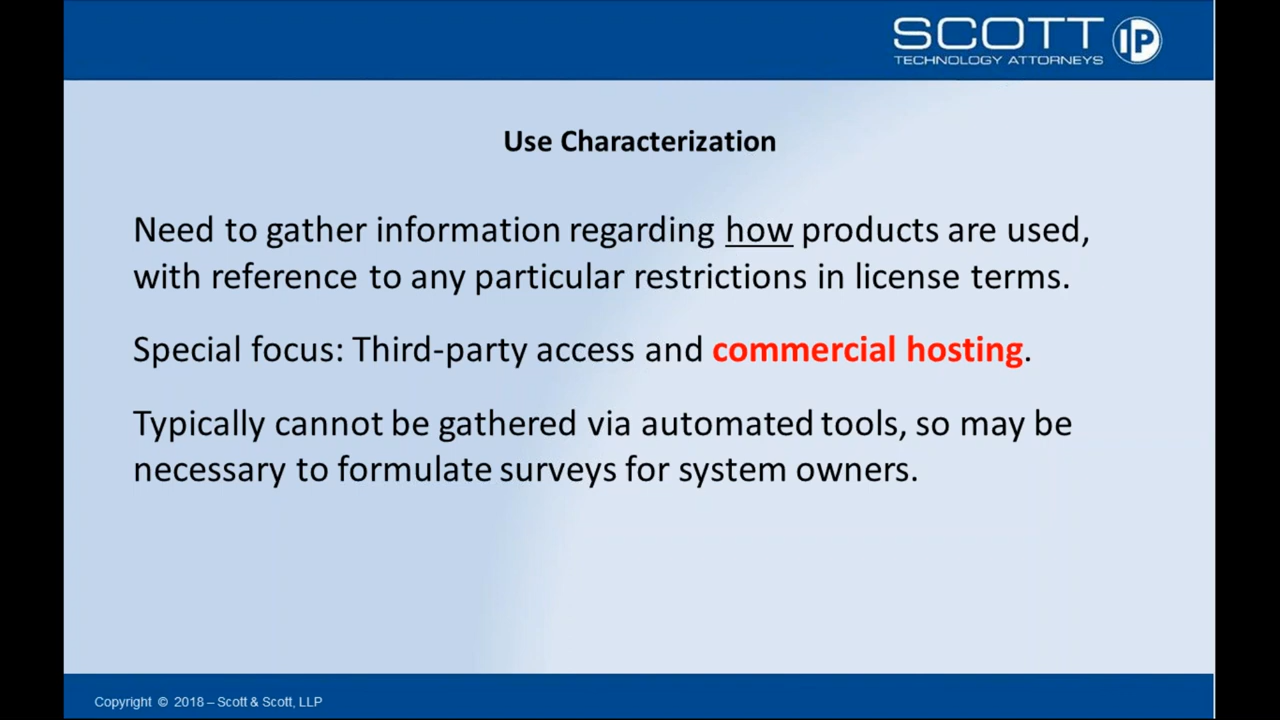 SCOTT IP
TECHNOLOGY ATTORNEYS
Use Characterization
Need to gather information regarding how products are used,
with reference to any particular restrictions in license terms.
Special focus: Third-party access and commercial hosting.
Typically cannot be gathered via automated tools, so may be
necessary to formulate surveys for system owners.
Copyright © 2018 – Scott & Scott, LLP